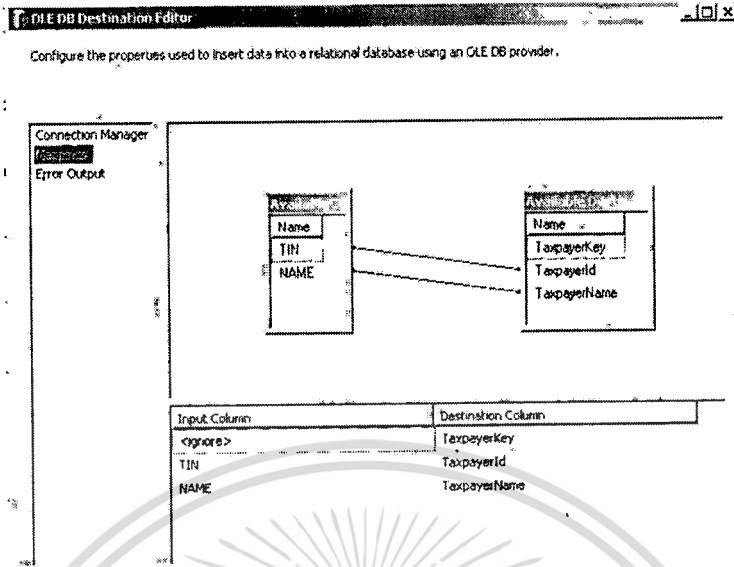 OLE DB Destination Editor
Configure the properties used to insert data into a relational database using an OLE DB provider.
Connection Manager
Mappings
Error Output
Name
TIN
NAME
Name
TaxpayerKey
TaxpayerId
TaxpayerName
Input Column Destination Column
<ignore> TaxpayerKey
TIN TaxpayerId
NAME TaxpayerName